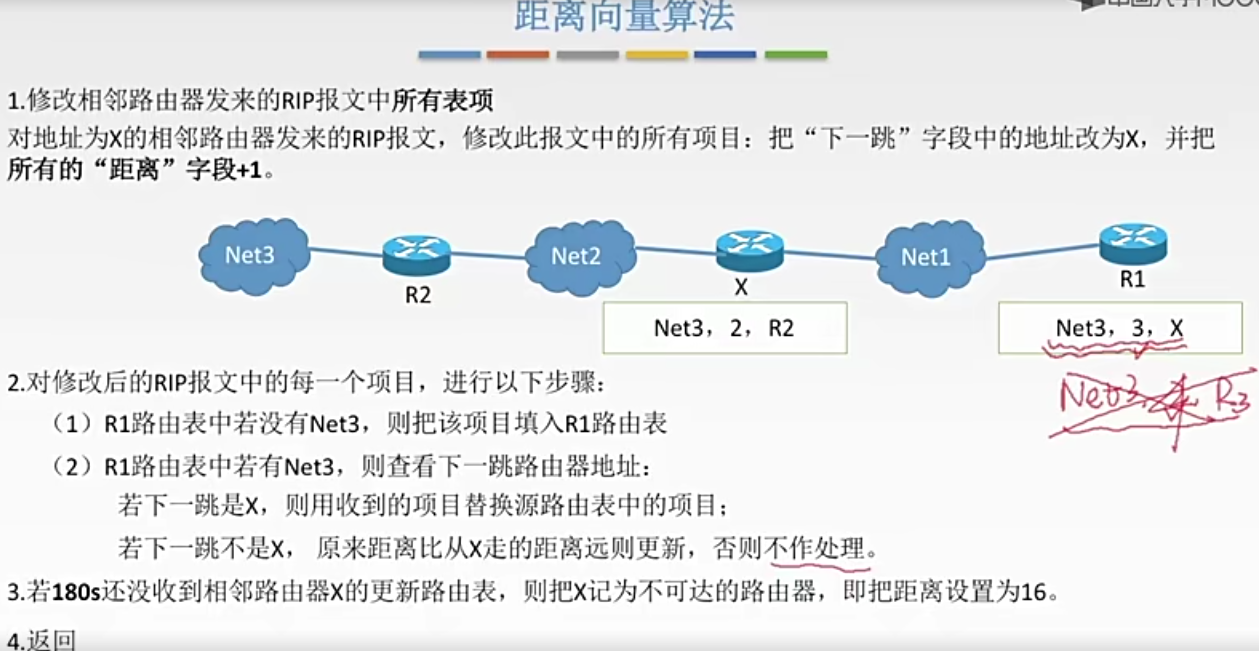 距离向量算法
1.修改相邻路由器发来的RIP报文中所有表项
对地址为X的相邻路由器发来的RIP报文，修改此报文中的所有项目：把“下一跳”字段中的地址改为X，并把
所有的“距离”字段+1。
Net3
R2
Net2
X
Net1
R1
Net3，2，R2
Net3，3，X
Net3
R3
2.对修改后的RIP报文中的每一个项目，进行以下步骤：
（1）R1路由表中若没有Net3，则把该项目填入R1路由表
（2）R1路由表中若有Net3，则查看下一跳路由器地址：
若下一跳是X，则用收到的项目替换源路由表中的项目；
若下一跳不是X， 原来距离比从X走的距离远则更新，否则不作处理。
3.若180s还没收到相邻路由器X的更新路由表，则把X记为不可达的路由器，即把距离设置为16。
4.返回